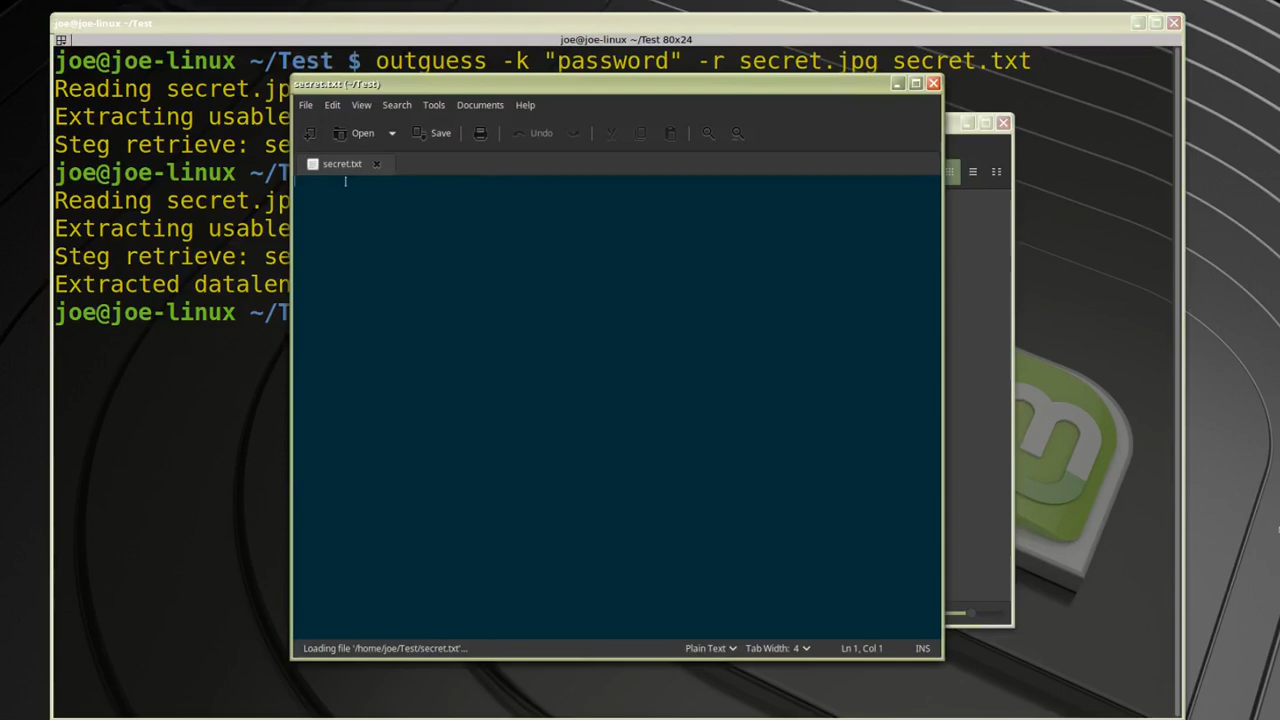 joe@joe-linux ~/Test
joe@joe-linux ~/Test 80x24
joe@joe-linux ~/Test $ outguess -k "password" -r secret.jpg secret.txt
Reading secret.jp
Extracting usable
Steg retrieve: se
joe@joe-linux ~/T
Reading secret.jp
Extracting usable
Steg retrieve: se
Extracted datalen
joe@joe-linux ~/T
secret.txt (~/Test)
File Edit View Search Tools Documents Help
Open Save Undo
secret.txt
Loading file '/home/joe/Test/secret.txt'...
Plain Text Tab Width: 4 Ln 1, Col 1 INS